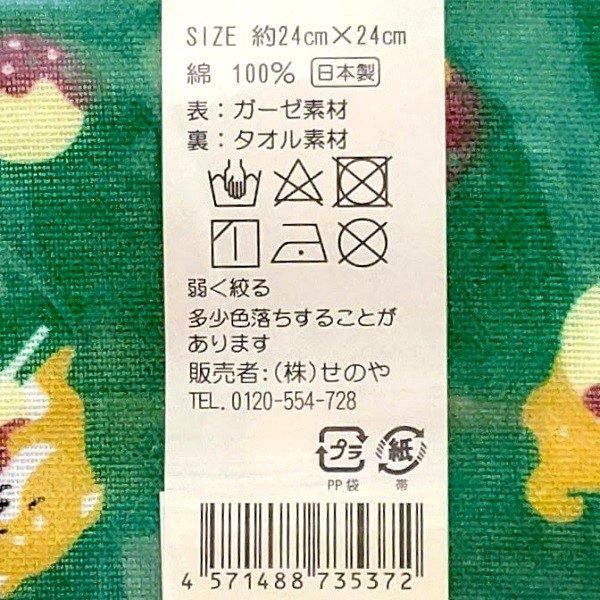 SIZE 約24cm×24cm
綿 100% 日本製
表：ガーゼ素材
裏：タオル素材
弱く絞る
多少色落ちすることが
あります
販売者：(株)せのや
TEL. 0120-554-728
プラ 紙
PP袋 帯
4 571488 735372